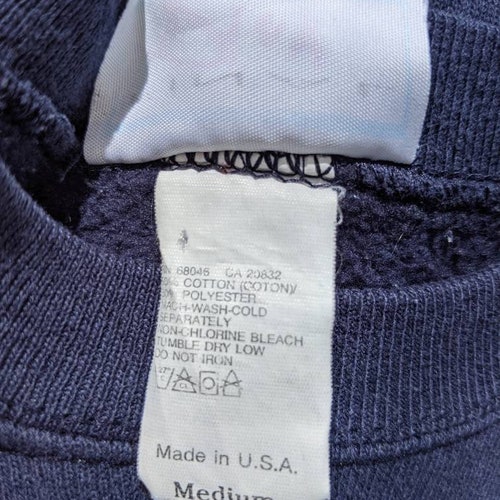 68046 CA 20832
COTTON (COTON)/
POLYESTER
WASH-COLD
SEPARATELY
NON-CHLORINE BLEACH
TUMBLE DRY LOW
DO NOT IRON
Made in U.S.A.
Medium